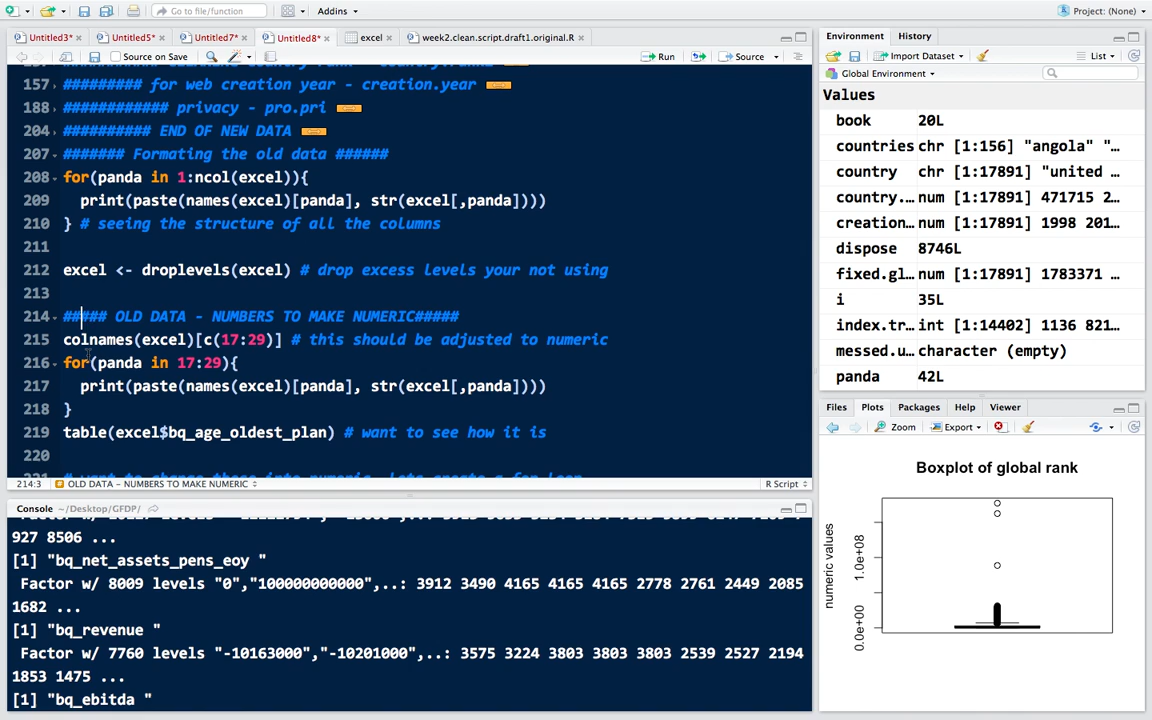 Go to file/function
Addins
Project: (None)
Untitled3*
Untitled5*
Untitled7*
Untitled8*
excel
week2.clean.script.draft1.original.R
Source on Save
Run
Source
157 ######### for web creation year - creation.year
188 ############ privacy - pro.pri
204 ########## END OF NEW DATA
207 ####### Formating the old data ######
208 for(panda in 1:ncol(excel)){
209 print(paste(names(excel)[panda], str(excel[,panda])))
210 } # seeing the structure of all the columns
211
212 excel <- droplevels(excel) # drop excess levels your not using
213
214 ##### OLD DATA - NUMBERS TO MAKE NUMERIC#####
215 colnames(excel)[c(17:29)] # this should be adjusted to numeric
216 for(panda in 17:29){
217 print(paste(names(excel)[panda], str(excel[,panda])))
218 }
219 table(excel$bq_age_oldest_plan) # want to see how it is
220
214:3
OLD DATA - NUMBERS TO MAKE NUMERIC
R Script
Console ~/Desktop/GFDP/
927 8506 ...
[1] "bq_net_assets_pens_eoy "
Factor w/ 8009 levels "0","100000000000",..: 3912 3490 4165 4165 4165 2778 2761 2449 2085
1682 ...
[1] "bq_revenue "
Factor w/ 7760 levels "-10163000","-10201000",..: 3575 3224 3803 3803 3803 2539 2527 2194
1853 1475 ...
[1] "bq_ebitda "
Environment
History
Import Dataset
List
Global Environment
Values
book 20L
countries chr [1:156] "angola" "…
country chr [1:17891] "united …
country.… num [1:17891] 471715 2…
creation… num [1:17891] 1998 201…
dispose 8746L
fixed.gl… num [1:17891] 1783371 …
i 35L
index.tr… int [1:14402] 1136 821…
messed.u… character (empty)
panda 42L
Files
Plots
Packages
Help
Viewer
Zoom
Export
Boxplot of global rank
numeric values
1.0e+08
0.0e+00